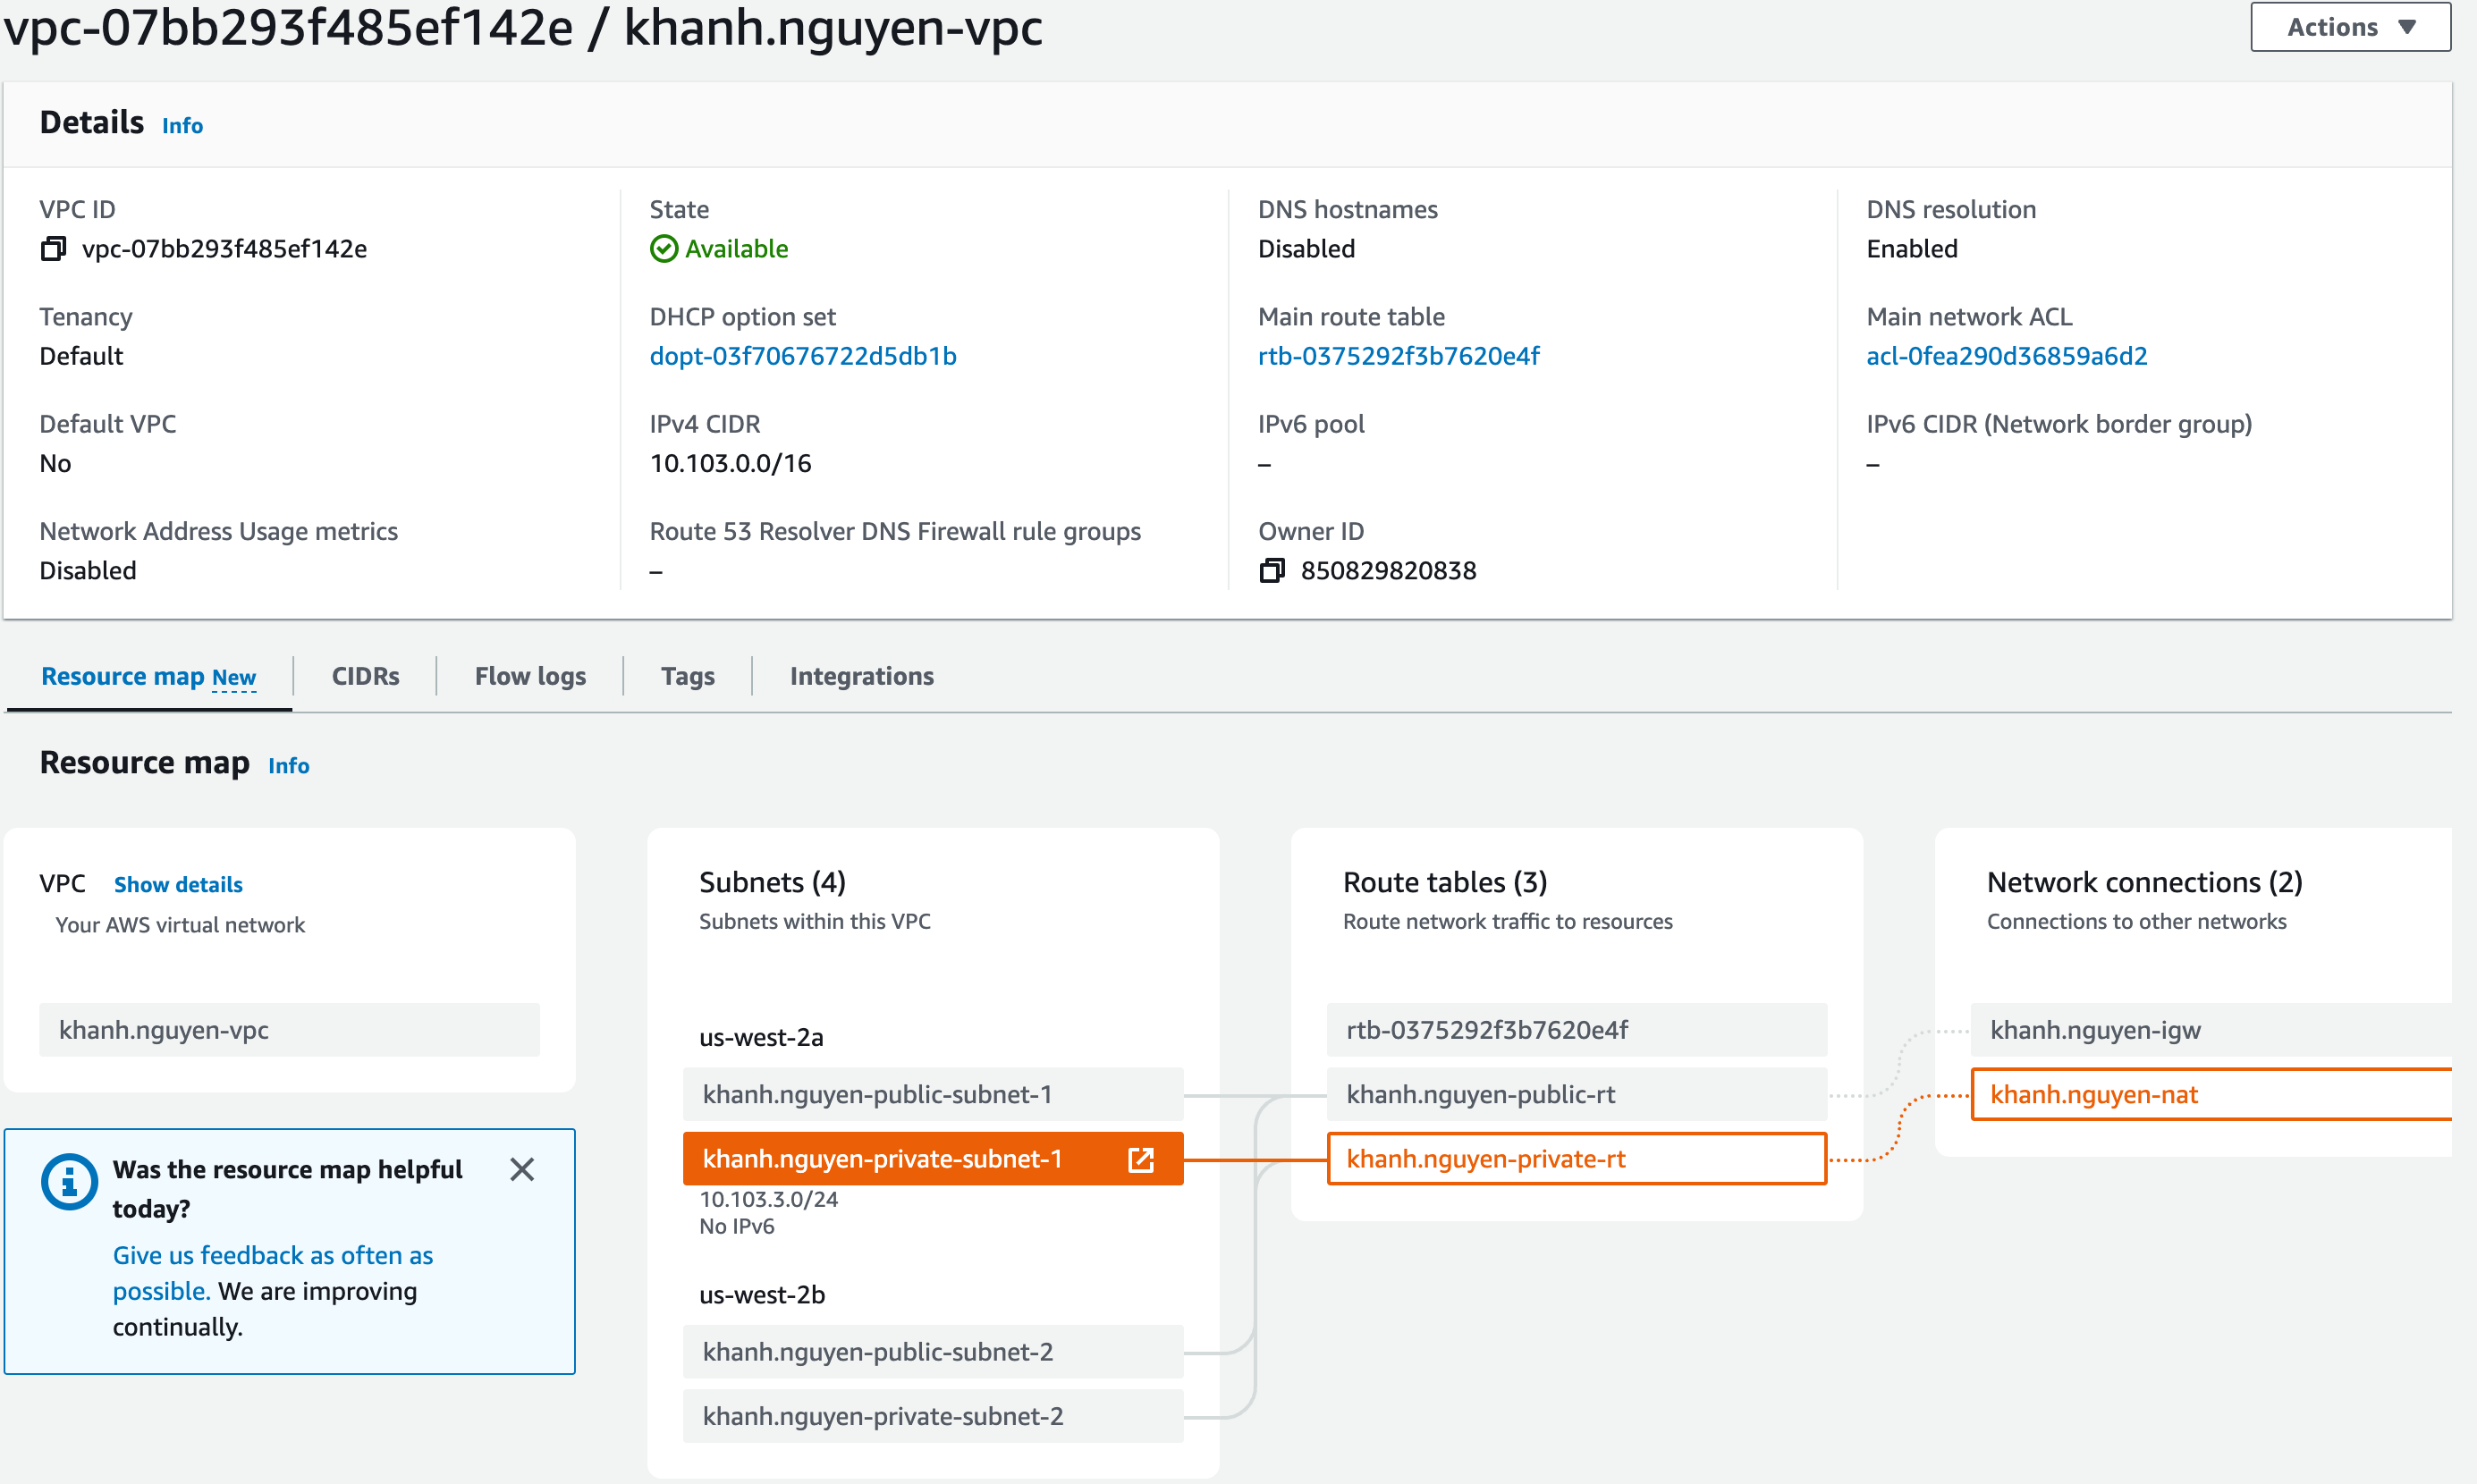 vpc-07bb293f485ef142e / khanh.nguyen-vpc
Actions
Details Info
VPC ID
vpc-07bb293f485ef142e
State
Available
DNS hostnames
Disabled
DNS resolution
Enabled
Tenancy
Default
DHCP option set
dopt-03f70676722d5db1b
Main route table
rtb-0375292f3b7620e4f
Main network ACL
acl-0fea290d36859a6d2
Default VPC
No
IPv4 CIDR
10.103.0.0/16
IPv6 pool
–
IPv6 CIDR (Network border group)
–
Network Address Usage metrics
Disabled
Route 53 Resolver DNS Firewall rule groups
–
Owner ID
850829820838
Resource map New
CIDRs
Flow logs
Tags
Integrations
Resource map Info
VPC Show details
Your AWS virtual network
khanh.nguyen-vpc
Was the resource map helpful
today?
Give us feedback as often as
possible. We are improving
continually.
Subnets (4)
Subnets within this VPC
us-west-2a
khanh.nguyen-public-subnet-1
khanh.nguyen-private-subnet-1
10.103.3.0/24
No IPv6
us-west-2b
khanh.nguyen-public-subnet-2
khanh.nguyen-private-subnet-2
Route tables (3)
Route network traffic to resources
rtb-0375292f3b7620e4f
khanh.nguyen-public-rt
khanh.nguyen-private-rt
Network connections (2)
Connections to other networks
khanh.nguyen-igw
khanh.nguyen-nat